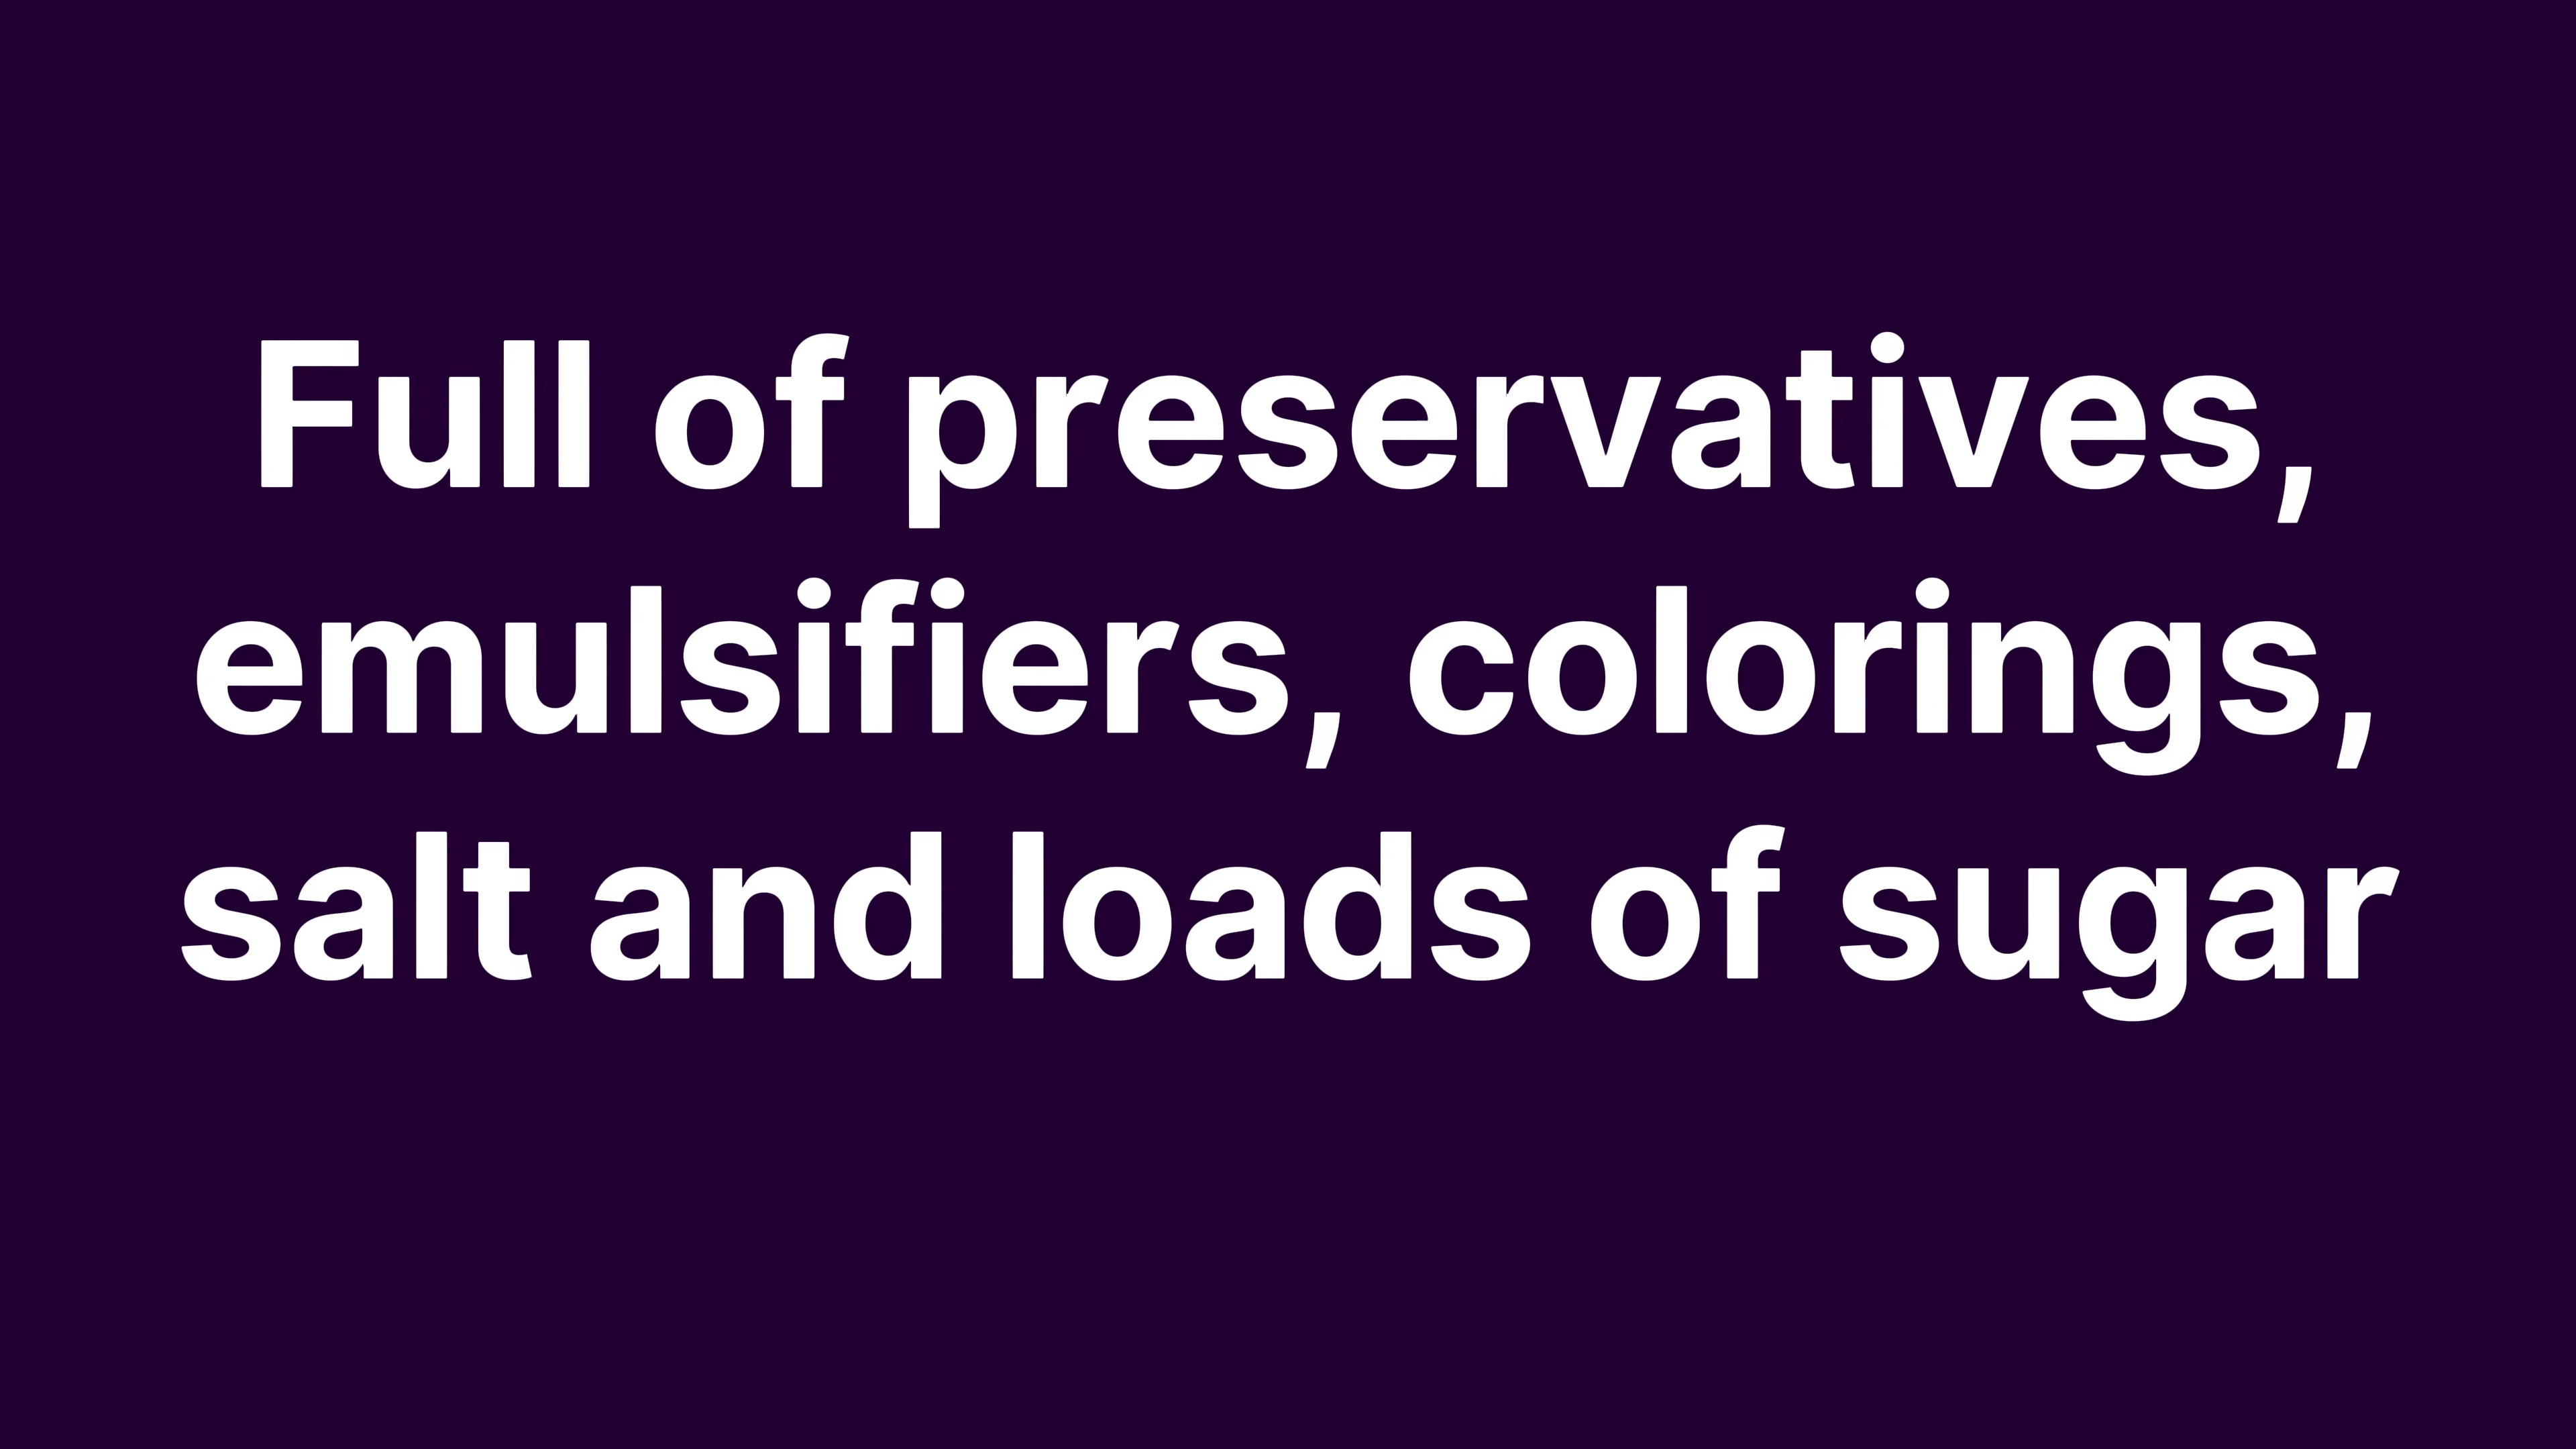 Full of preservatives,
emulsifiers, colorings,
salt and loads of sugar